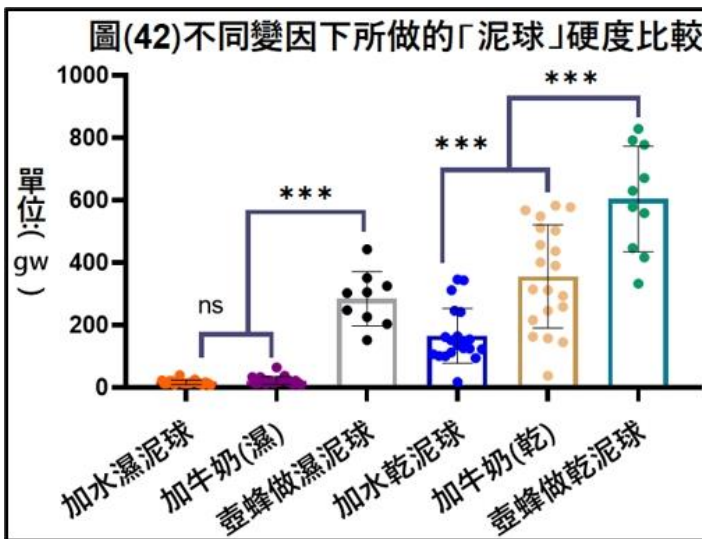 圖(42)不同變因下所做的「泥球」硬度比較
1000
800
600
400
200
0
單位:(gw)
ns
***
***
***
加水濕泥球
加牛奶(濕)
壺蜂做濕泥球
加水乾泥球
加牛奶(乾)
壺蜂做乾泥球